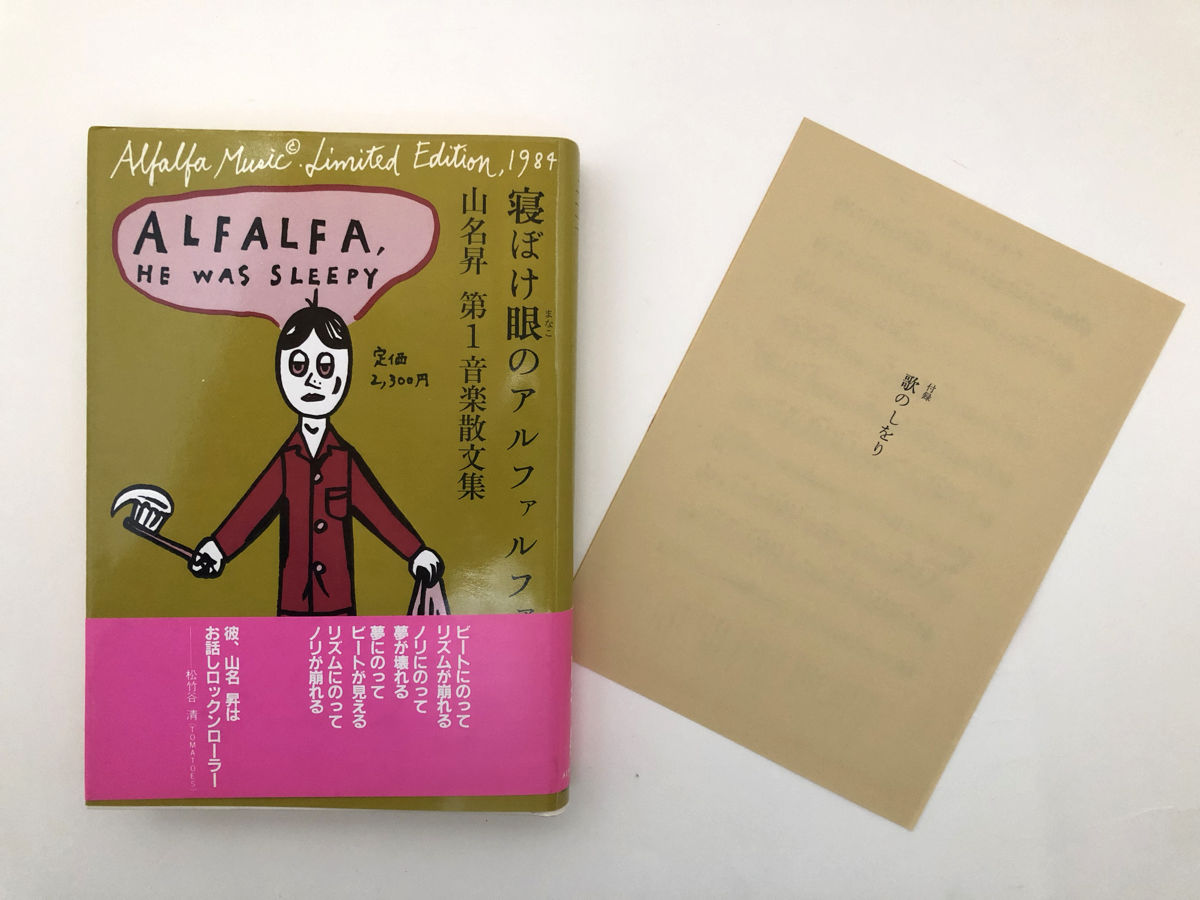 Alfalfa Music©. Limited Edition, 1984
ALFALFA,
HE WAS SLEEPY
寝ぼけ眼のアルファルファ
まなこ
山名昇 第1音楽散文集
定価
2,300円
ビートにのって
リズムが崩れる
ノリにのって
夢が壊れる
夢にのって
ビートが見える
リズムにのって
ノリが崩れる
彼、山名 昇は
お話しロックンローラー
——松竹谷 清(TOMATOES)
付録
歌のしをり